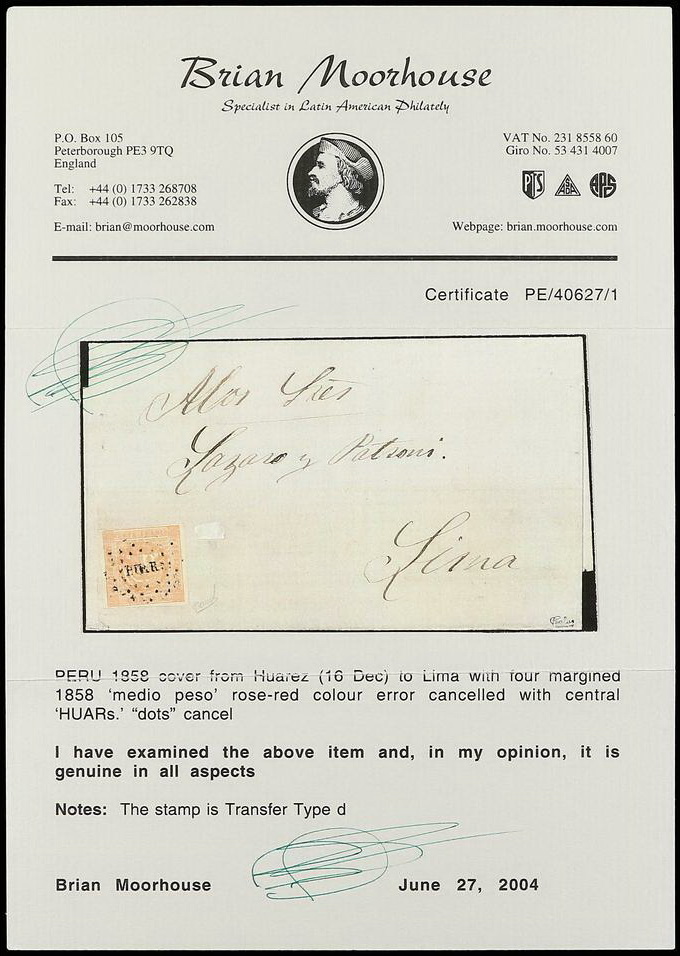 Brian Moorhouse
Specialist in Latin American Philately
P.O. Box 105
Peterborough PE3 9TQ
England
Tel: +44 (0) 1733 268708
Fax: +44 (0) 1733 262838
E-mail: brian@moorhouse.com
VAT No. 231 8558 60
Giro No. 53 431 4007
PTS ASDA APS
Webpage: brian.moorhouse.com
Certificate PE/40627/1
Alos
Lazaro y Patroni.
Lima
PERU 1858 cover from Huarez (16 Dec) to Lima with four margined
1858 ‘medio peso’ rose-red colour error cancelled with central
‘HUARs.’ “dots” cancel
I have examined the above item and, in my opinion, it is
genuine in all aspects
Notes: The stamp is Transfer Type d
Brian Moorhouse June 27, 2004